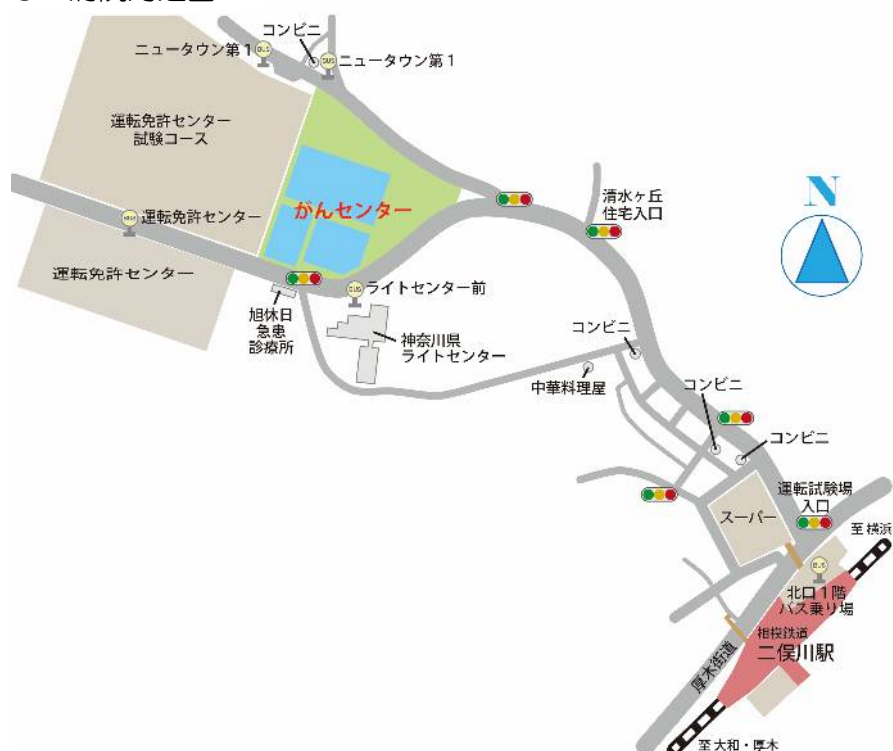 コンビニ
ニュータウン第1
BUS
BUS
ニュータウン第1
運転免許センター
試験コース
がんセンター
清水ヶ丘
住宅入口
N
BUS
運転免許センター
運転免許センター
BUS
ライトセンター前
旭休日
急患
診療所
神奈川県
ライトセンター
コンビニ
中華料理屋
コンビニ
コンビニ
スーパー
運転試験場
入口
至横浜
BUS
北口1階
バス乗り場
相模鉄道
二俣川駅
厚木街道
至大和・厚木